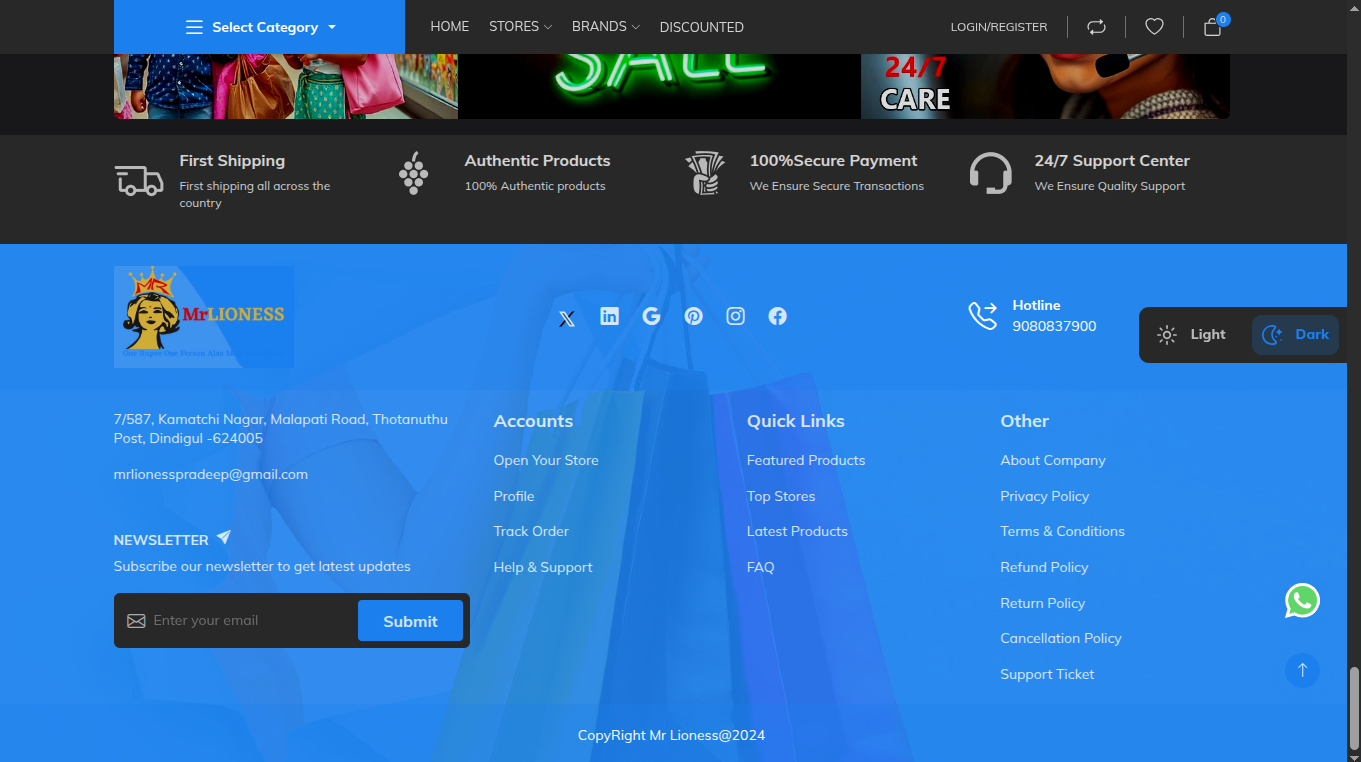 Select Category
HOME
STORES
BRANDS
DISCOUNTED
LOGIN/REGISTER
0
SALE
24/7
CARE
First Shipping
First shipping all across the
country
Authentic Products
100% Authentic products
100%Secure Payment
We Ensure Secure Transactions
24/7 Support Center
We Ensure Quality Support
MR
MrLIONESS
Hotline
9080837900
Light
Dark
7/587, Kamatchi Nagar, Malapati Road, Thotanuthu
Post, Dindigul -624005
mrlionesspradeep@gmail.com
NEWSLETTER
Subscribe our newsletter to get latest updates
Enter your email
Submit
Accounts
Open Your Store
Profile
Track Order
Help & Support
Quick Links
Featured Products
Top Stores
Latest Products
FAQ
Other
About Company
Privacy Policy
Terms & Conditions
Refund Policy
Return Policy
Cancellation Policy
Support Ticket
CopyRight Mr Lioness@2024